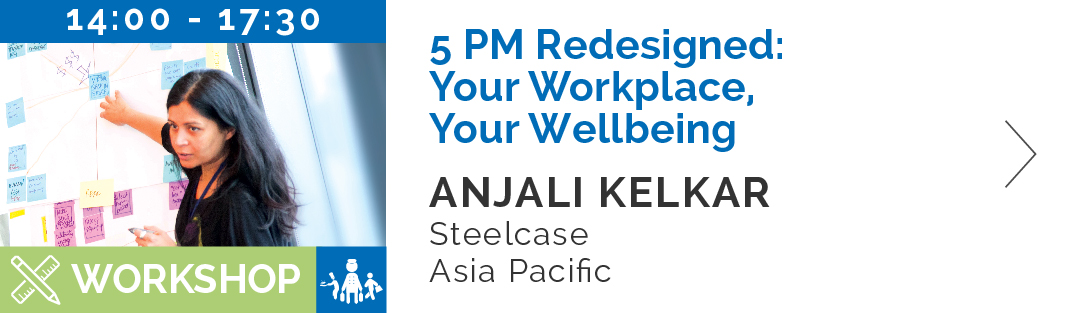 14:00 - 17:30
WORKSHOP
5 PM Redesigned:
Your Workplace,
Your Wellbeing
ANJALI KELKAR
Steelcase
Asia Pacific